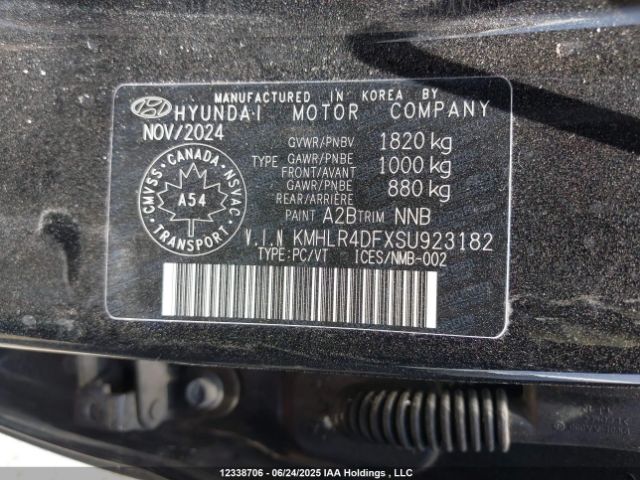 MANUFACTURED IN KOREA BY
HYUNDAI MOTOR COMPANY
NOV/2024
GVWR/PNBV 1820 kg
TYPE GAWR/PNBE FRONT/AVANT 1000 kg
GAWR/PNBE REAR/ARRIÈRE 880 kg
PAINT A2B TRIM NNB
V.I.N KMHLR4DFXSU923182
TYPE:PC/VT ICES/NMB-002
CMVSS · CANADA · NSVAC
A54
TRANSPORT
12338706 - 06/24/2025 IAA Holdings , LLC